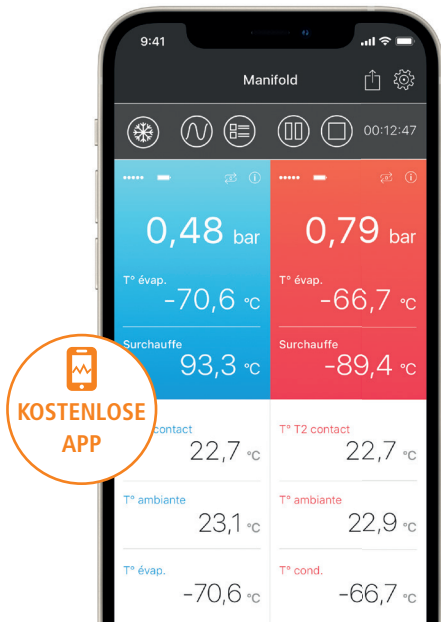 9:41
Manifold
00:12:47
0,48 bar
0,79 bar
T° évap.
-70,6 °C
T° évap.
-66,7 °C
Surchauffe
93,3 °C
Surchauffe
-89,4 °C
KOSTENLOSE
APP
contact
22,7 °C
T° T2 contact
22,7 °C
T° ambiante
23,1 °C
T° ambiante
22,9 °C
T° évap.
-70,6 °C
T° cond.
-66,7 °C